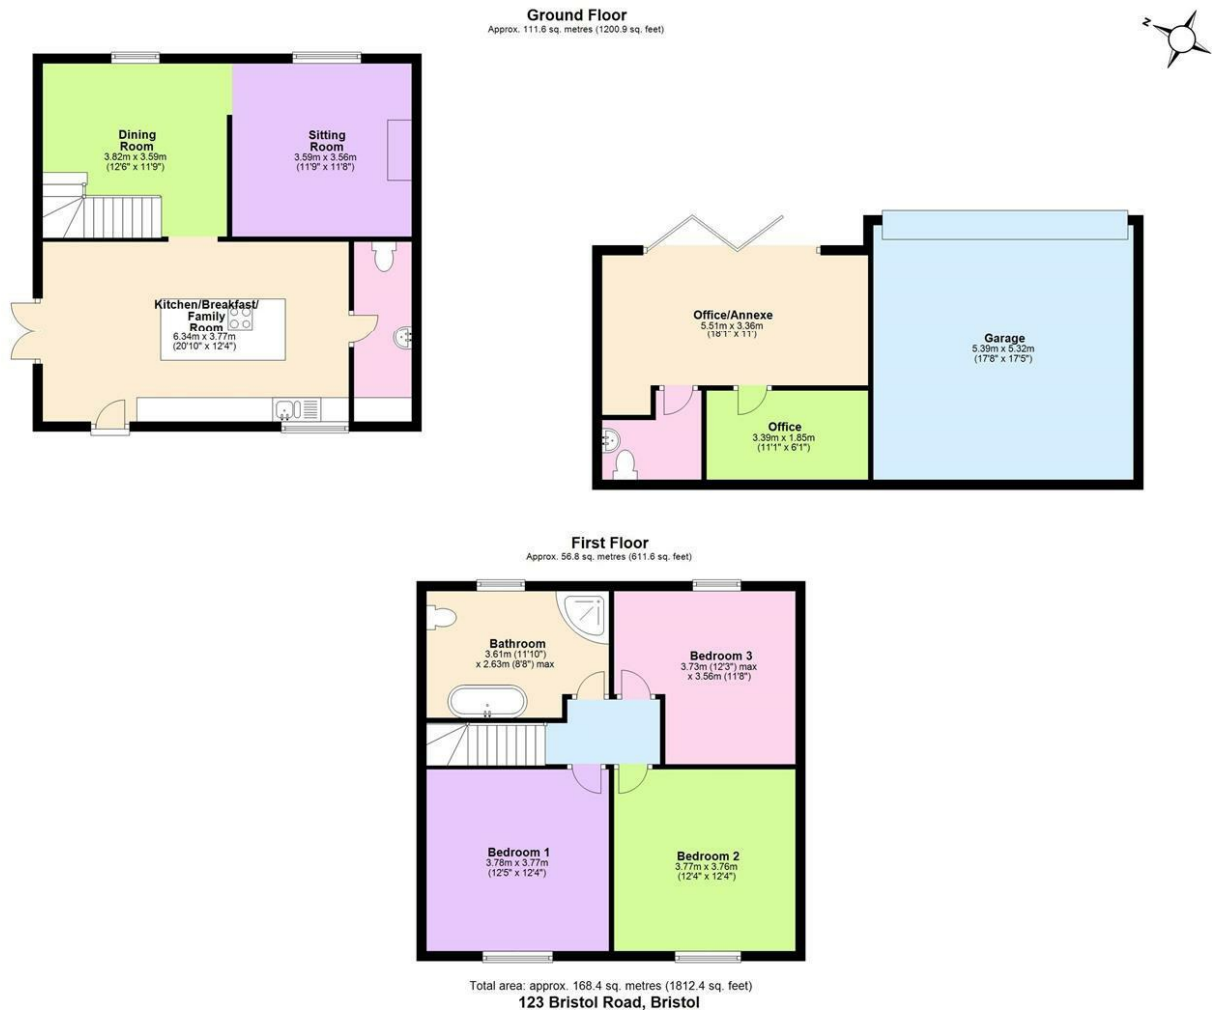 Ground Floor
Approx. 111.6 sq. metres (1200.9 sq. feet)
N
Dining
Room
3.82m x 3.59m
(12'6" x 11'9")
Sitting
Room
3.59m x 3.56m
(11'9" x 11'8")
Kitchen/Breakfast/
Family
Room
6.34m x 3.77m
(20'10" x 12'4")
Office/Annexe
5.51m x 3.36m
(18'1" x 11')
Garage
5.39m x 5.32m
(17'8" x 17'5")
Office
3.39m x 1.85m
(11'1" x 6'1")
First Floor
Approx. 56.8 sq. metres (611.6 sq. feet)
Bathroom
3.61m (11'10")
x 2.63m (8'8") max
Bedroom 3
3.73m (12'3") max
x 3.56m (11'8")
Bedroom 1
3.78m x 3.77m
(12'5" x 12'4")
Bedroom 2
3.77m x 3.76m
(12'4" x 12'4")
Total area: approx. 168.4 sq. metres (1812.4 sq. feet)
123 Bristol Road, Bristol